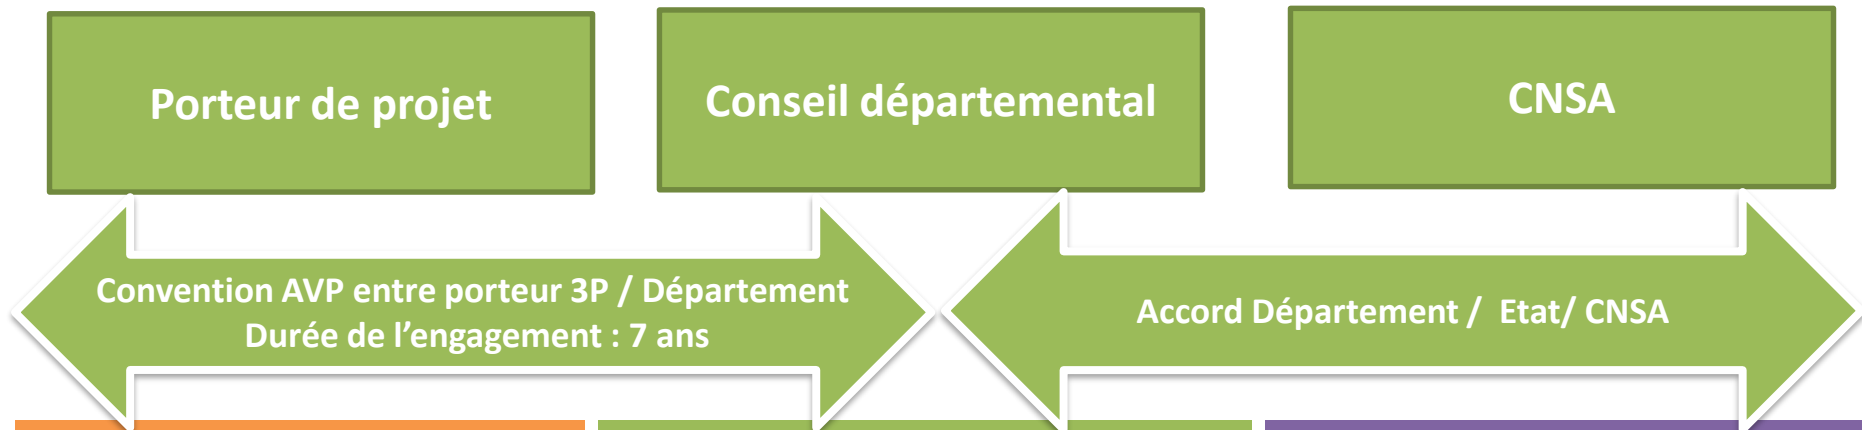 Porteur de projet
Conseil départemental
CNSA
Convention AVP entre porteur 3P / Département
Durée de l'engagement : 7 ans
Accord Département / Etat/ CNSA